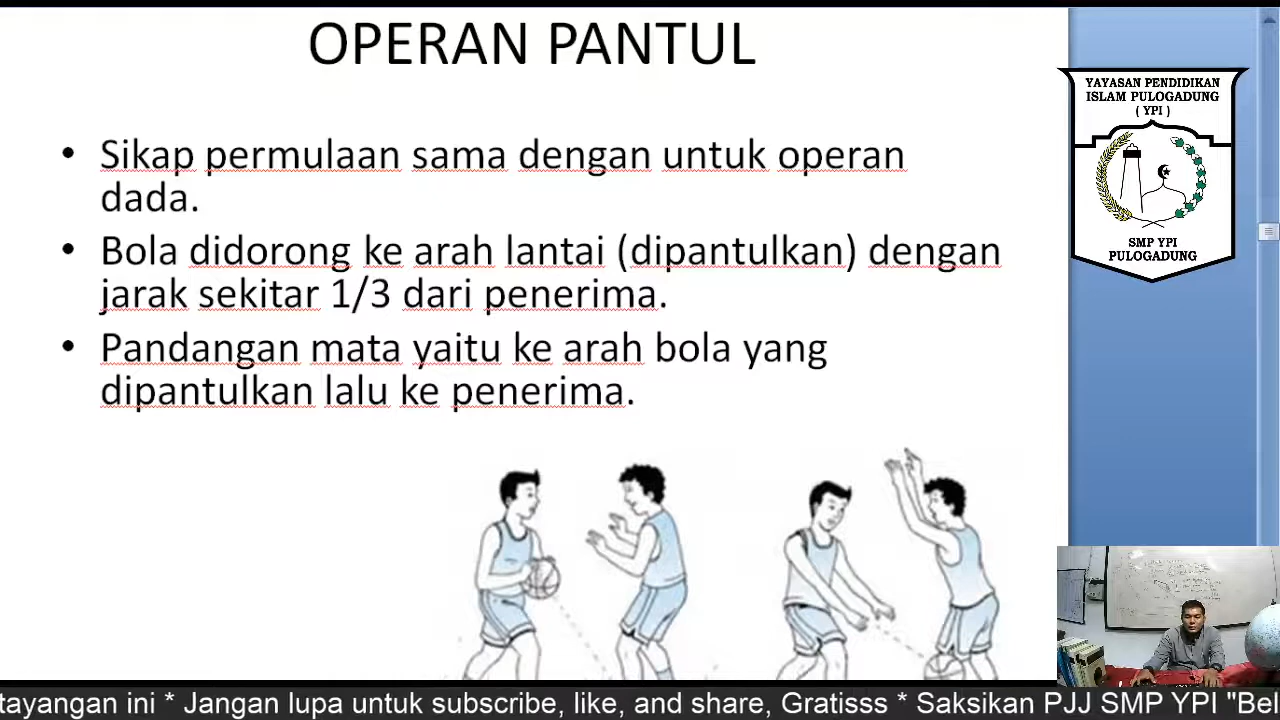 OPERAN PANTUL
• Sikap permulaan sama dengan untuk operan
dada.
• Bola didorong ke arah lantai (dipantulkan) dengan
jarak sekitar 1/3 dari penerima.
• Pandangan mata yaitu ke arah bola yang
dipantulkan lalu ke penerima.
YAYASAN PENDIDIKAN
ISLAM PULOGADUNG
( YPI )
SMP YPI
PULOGADUNG
tayangan ini * Jangan lupa untuk subscribe, like, and share, Gratisss * Saksikan PJJ SMP YPI "Bel